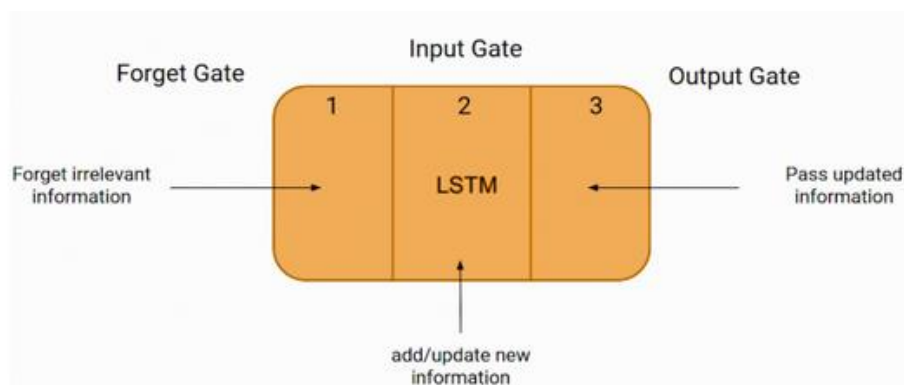 Input Gate
Forget Gate
Output Gate
1
2
3
Forget irrelevant
information
LSTM
Pass updated
information
add/update new
information